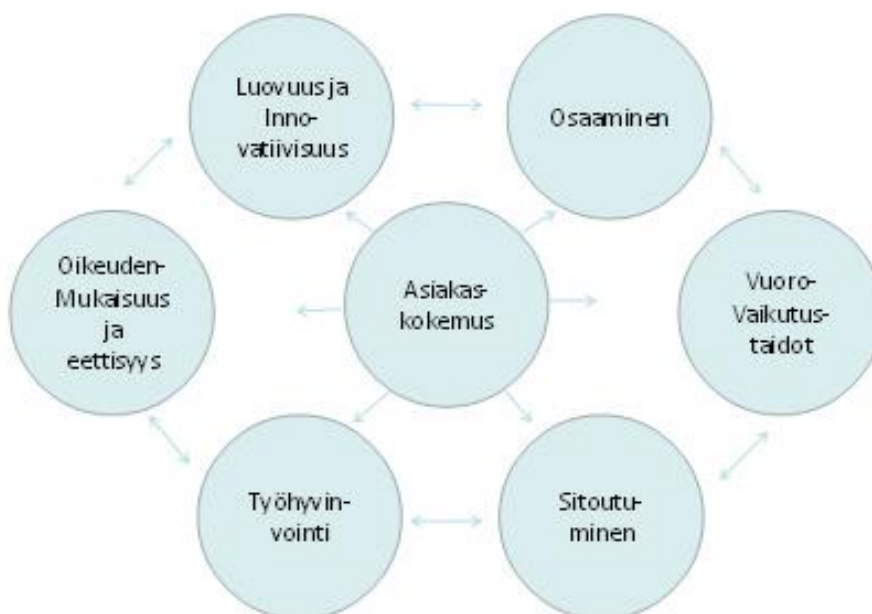 Luovuus ja
Inno-
vatiivisuus
Osaaminen
Oikeuden-
Mukaisuus
ja
eettisyys
Asiakas-
kokemus
Vuoro-
Vaikutus-
taidot
Työhyvin-
vointi
Sitoutu-
minen